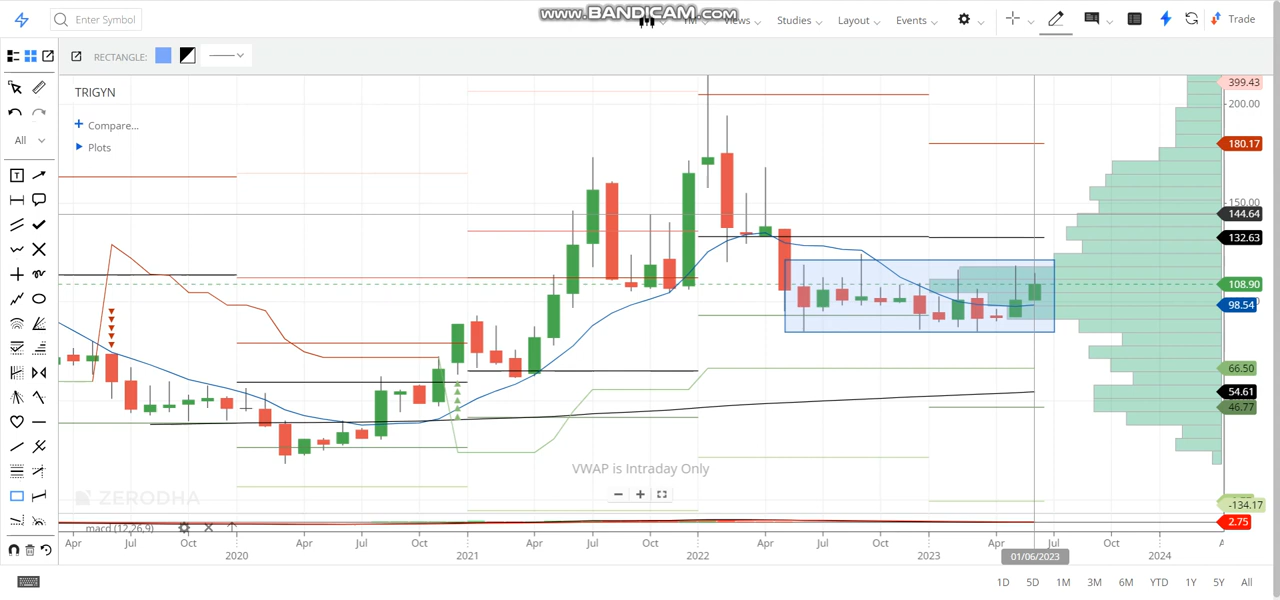 www.BANDICAM.com
Enter Symbol
1M
Views
Studies
Layout
Events
Trade
RECTANGLE:
All
TRIGYN
Compare...
Plots
399.43
200.00
180.17
150.00
144.64
132.63
108.90
98.54
66.50
54.61
46.77
-134.17
2.75
VWAP is Intraday Only
ZERODHA
macd (12,26,9)
Apr Jul Oct 2020 Apr Jul Oct 2021 Apr Jul Oct 2022 Apr Jul Oct 2023 Apr Jul Oct 2024 A
01/06/2023
1D 5D 1M 3M 6M YTD 1Y 5Y All